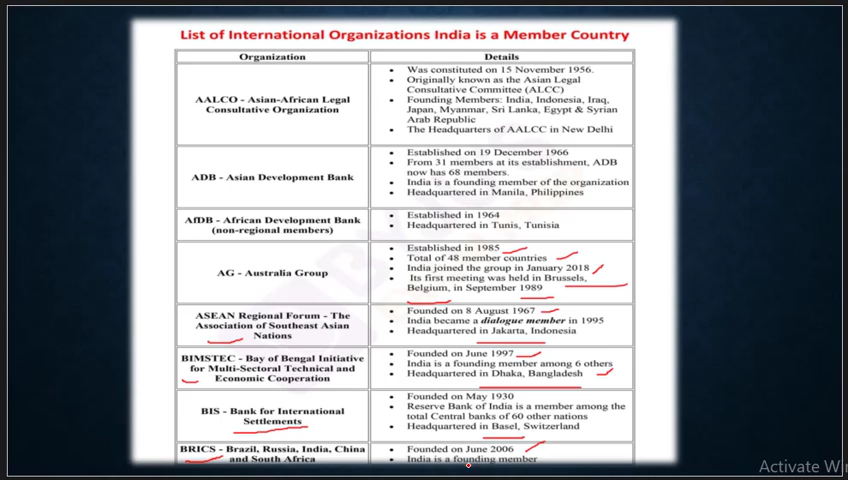 List of International Organizations India is a Member Country
Organization
Details
AALCO - Asian-African Legal
Consultative Organization
Was constituted on 15 November 1956.
Originally known as the Asian Legal
Consultative Committee (ALCC)
Founding Members: India, Indonesia, Iraq,
Japan, Myanmar, Sri Lanka, Egypt & Syrian
Arab Republic
The Headquarters of AALCC in New Delhi
ADB - Asian Development Bank
Established on 19 December 1966
From 31 members at its establishment, ADB
now has 68 members.
India is a founding member of the organization
Headquartered in Manila, Philippines
AfDB - African Development Bank
(non-regional members)
Established in 1964
Headquartered in Tunis, Tunisia
AG - Australia Group
Established in 1985
Total of 48 member countries
India joined the group in January 2018
Its first meeting was held in Brussels,
Belgium, in September 1989
ASEAN Regional Forum - The
Association of Southeast Asian
Nations
Founded on 8 August 1967
India became a dialogue member in 1995
Headquartered in Jakarta, Indonesia
BIMSTEC - Bay of Bengal Initiative
for Multi-Sectoral Technical and
Economic Cooperation
Founded on June 1997
India is a founding member among 6 others
Headquartered in Dhaka, Bangladesh
BIS - Bank for International
Settlements
Founded on May 1930
Reserve Bank of India is a member among the
total Central banks of 60 other nations
Headquartered in Basel, Switzerland
BRICS - Brazil, Russia, India, China
and South Africa
Founded on June 2006
India is a founding member
Activate